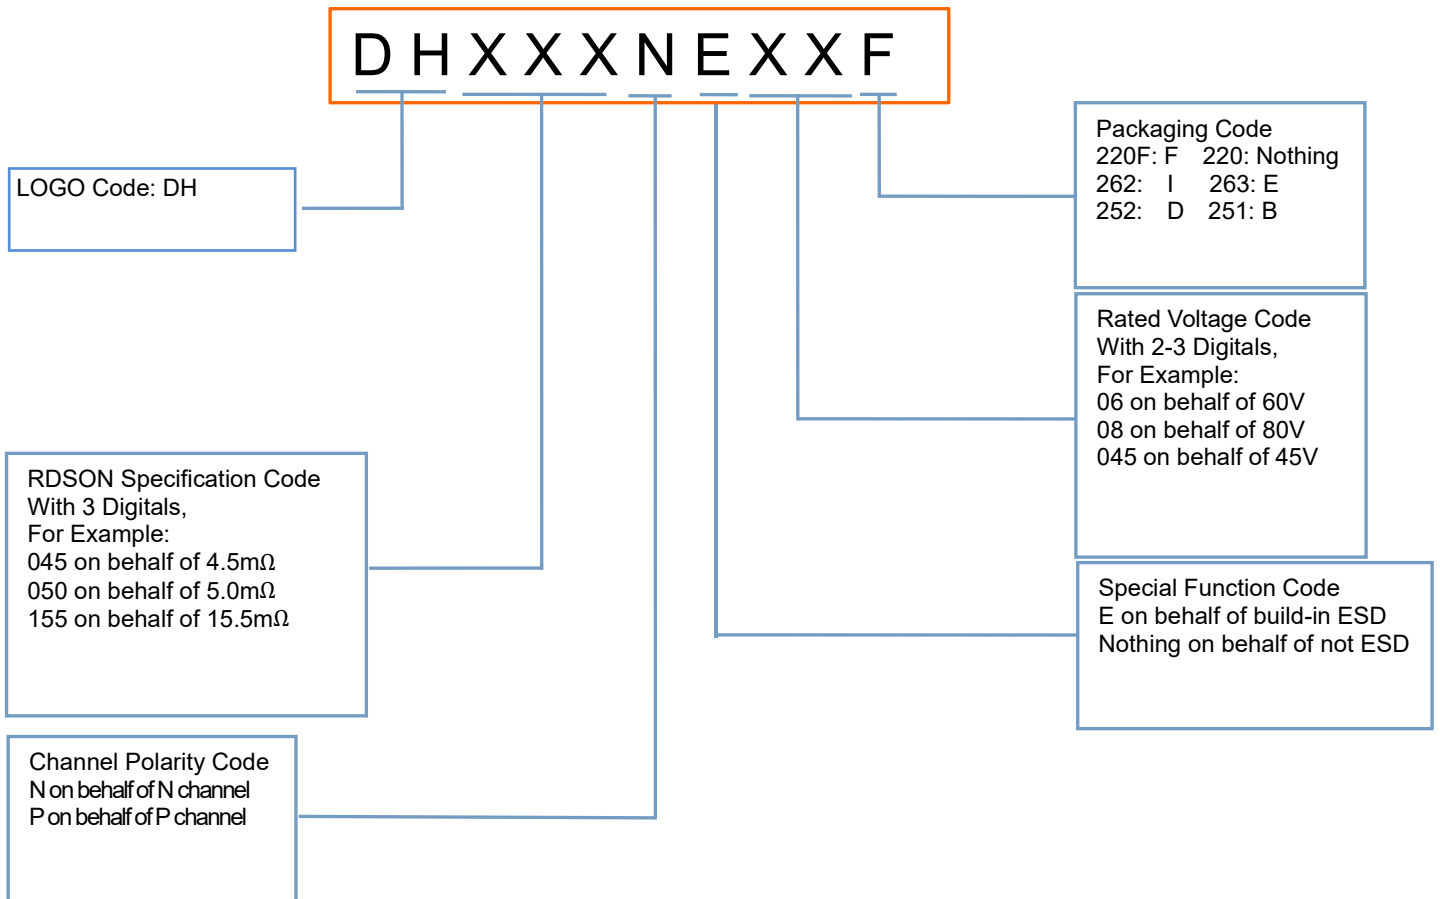 D H X X X N E X X F
LOGO Code: DH
RDSON Specification Code
With 3 Digitals,
For Example:
045 on behalf of 4.5mΩ
050 on behalf of 5.0mΩ
155 on behalf of 15.5mΩ
Channel Polarity Code
N on behalf of N channel
P on behalf of P channel
Packaging Code
220F: F 220: Nothing
262: I 263: E
252: D 251: B
Rated Voltage Code
With 2-3 Digitals,
For Example:
06 on behalf of 60V
08 on behalf of 80V
045 on behalf of 45V
Special Function Code
E on behalf of build-in ESD
Nothing on behalf of not ESD